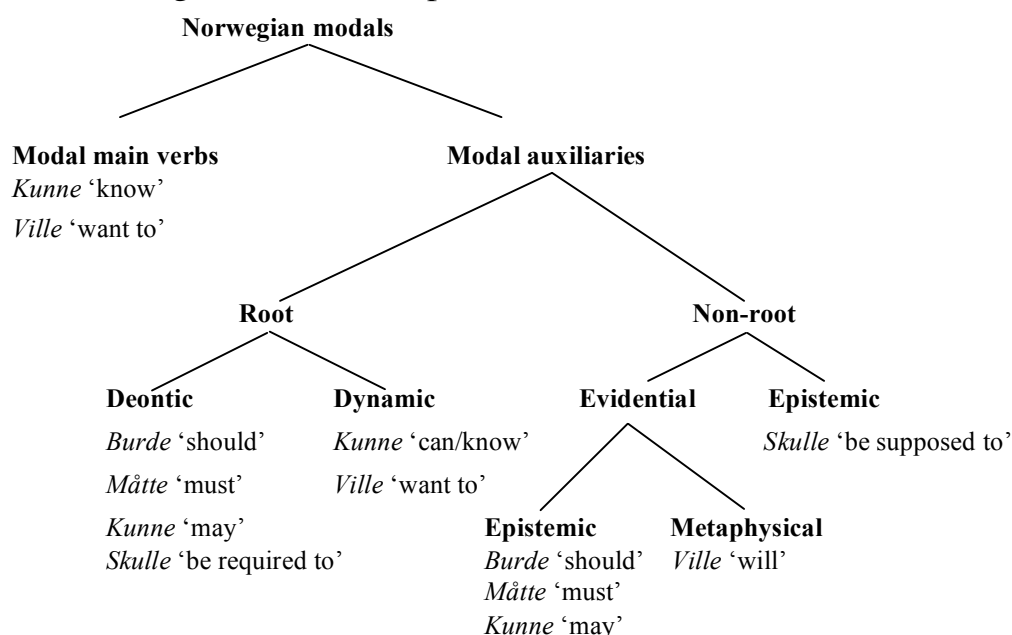 Norwegian modals
Modal main verbs Modal auxiliaries
Kunne ‘know’
Ville ‘want to’
Root Non-root
Deontic Dynamic Evidential Epistemic
Burde ‘should’ Kunne ‘can/know’ Skulle ‘be supposed to’
Måtte ‘must’ Ville ‘want to’
Kunne ‘may’ Epistemic Metaphysical
Skulle ‘be required to’ Burde ‘should’ Ville ‘will’
Måtte ‘must’
Kunne ‘may’